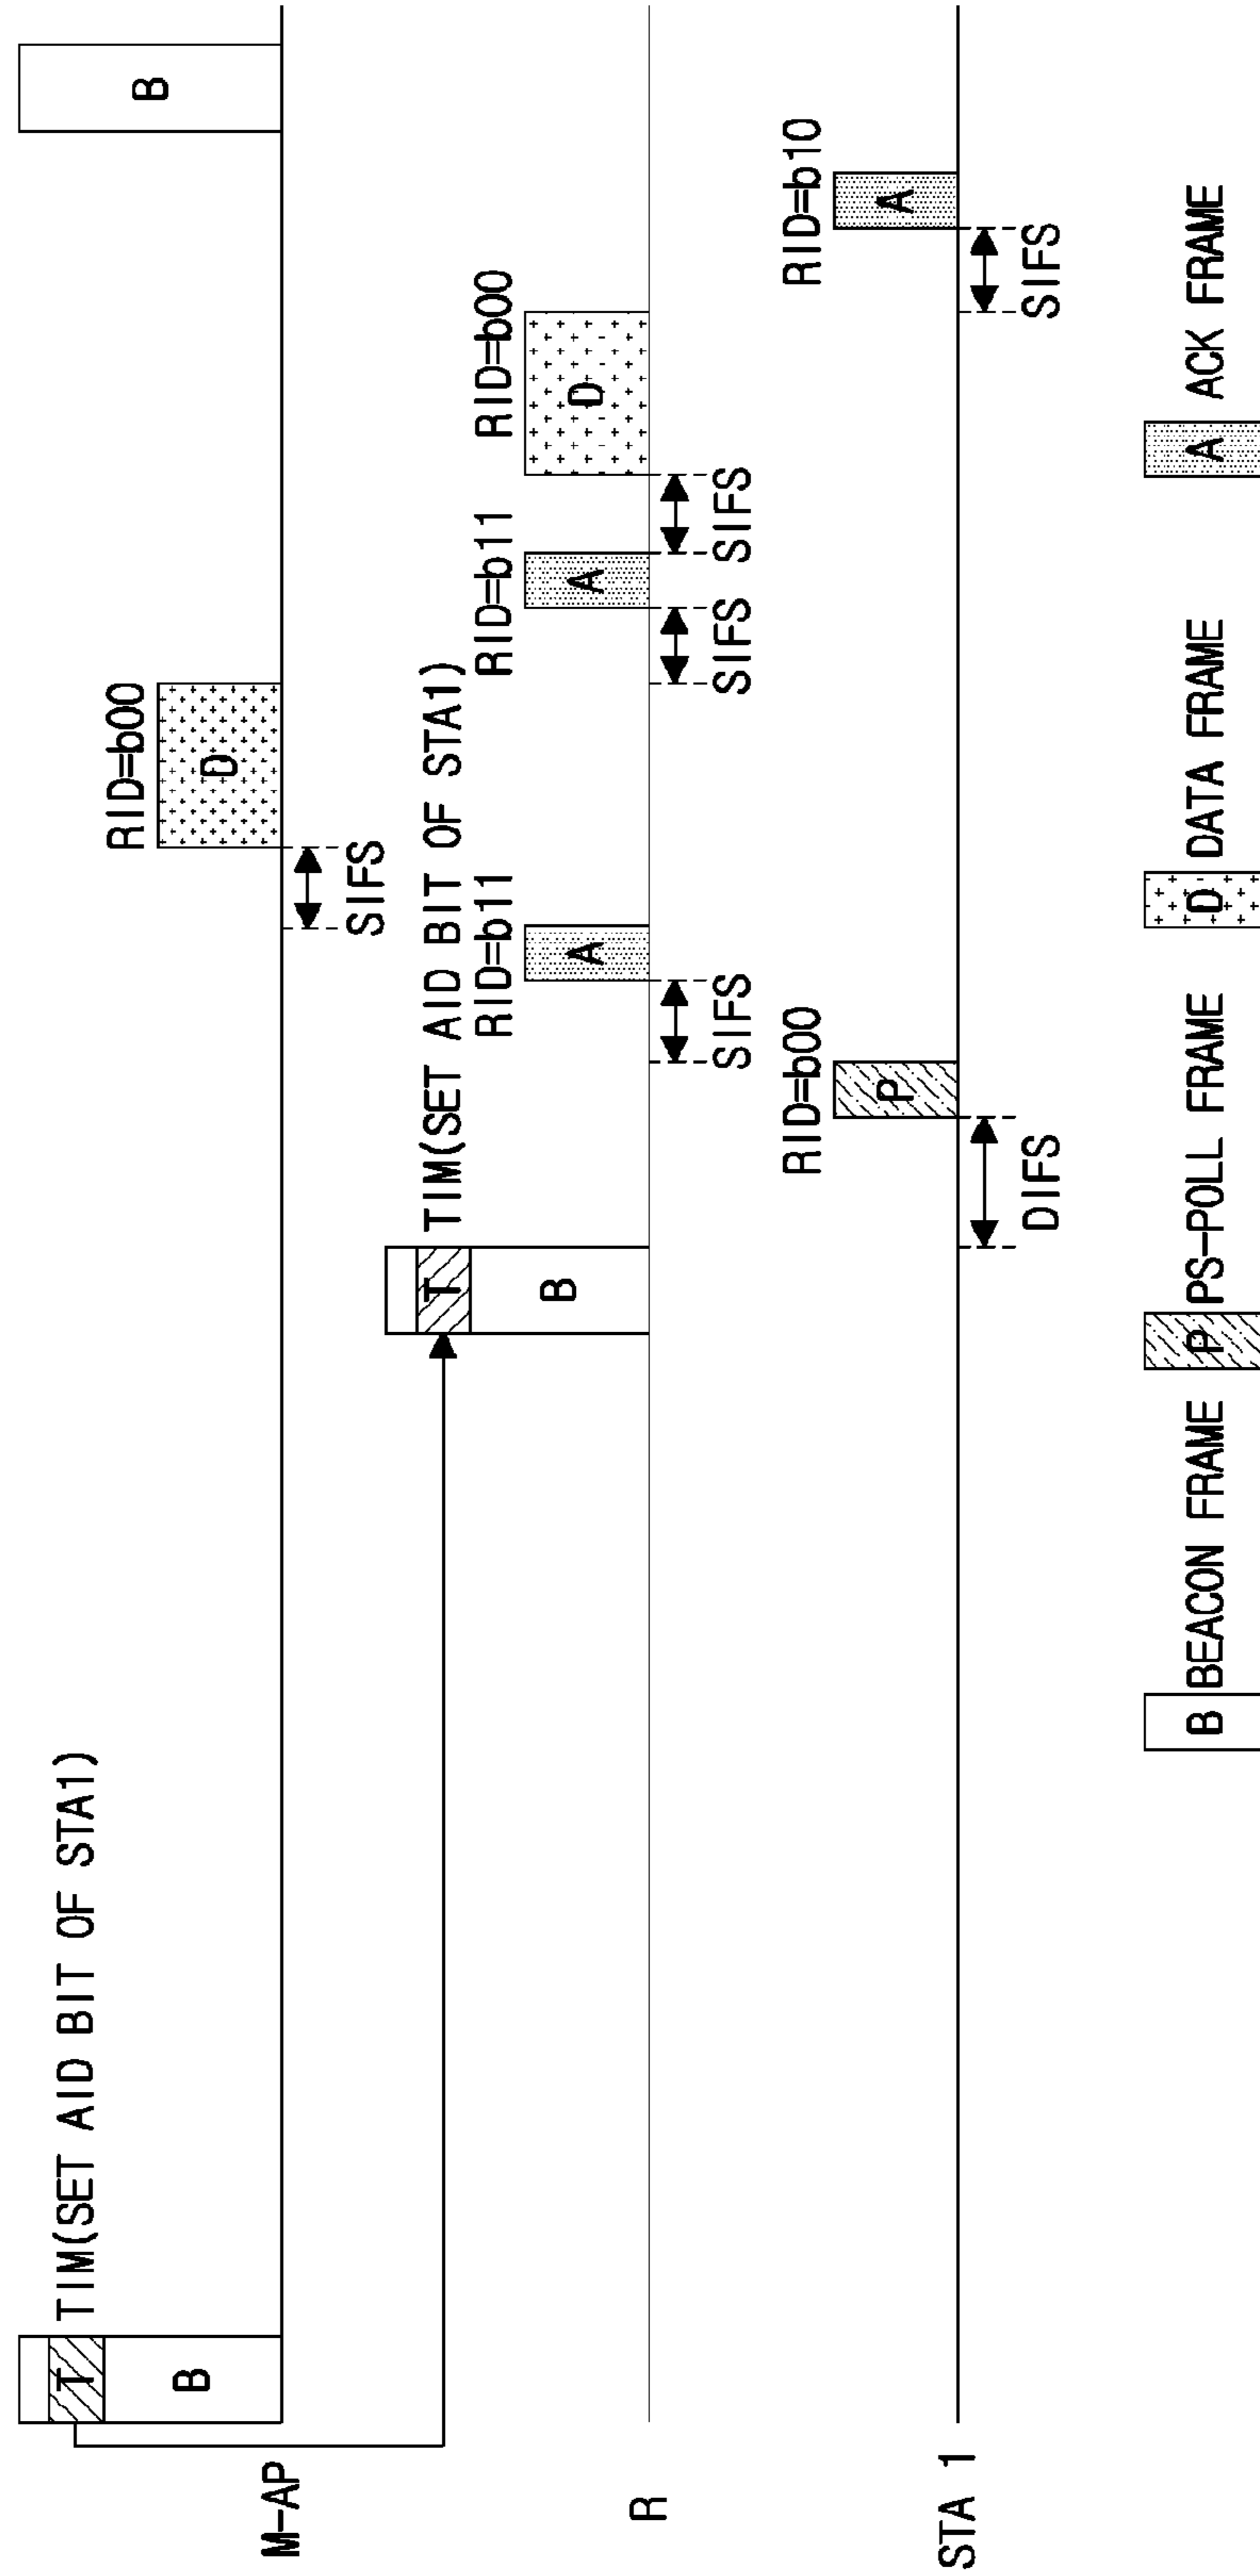 TIM(SET AID BIT OF STA1)
T
B
RID=b00
D
B
SIFS
M-AP
TIM(SET AID BIT OF STA1)
T
B
RID=b11
A
RID=b11
A
RID=b00
D
SIFS
SIFS
SIFS
R
RID=b00
P
RID=b10
A
DIFS
SIFS
STA 1
B BEACON FRAME
P PS-POLL FRAME
D DATA FRAME
A ACK FRAME